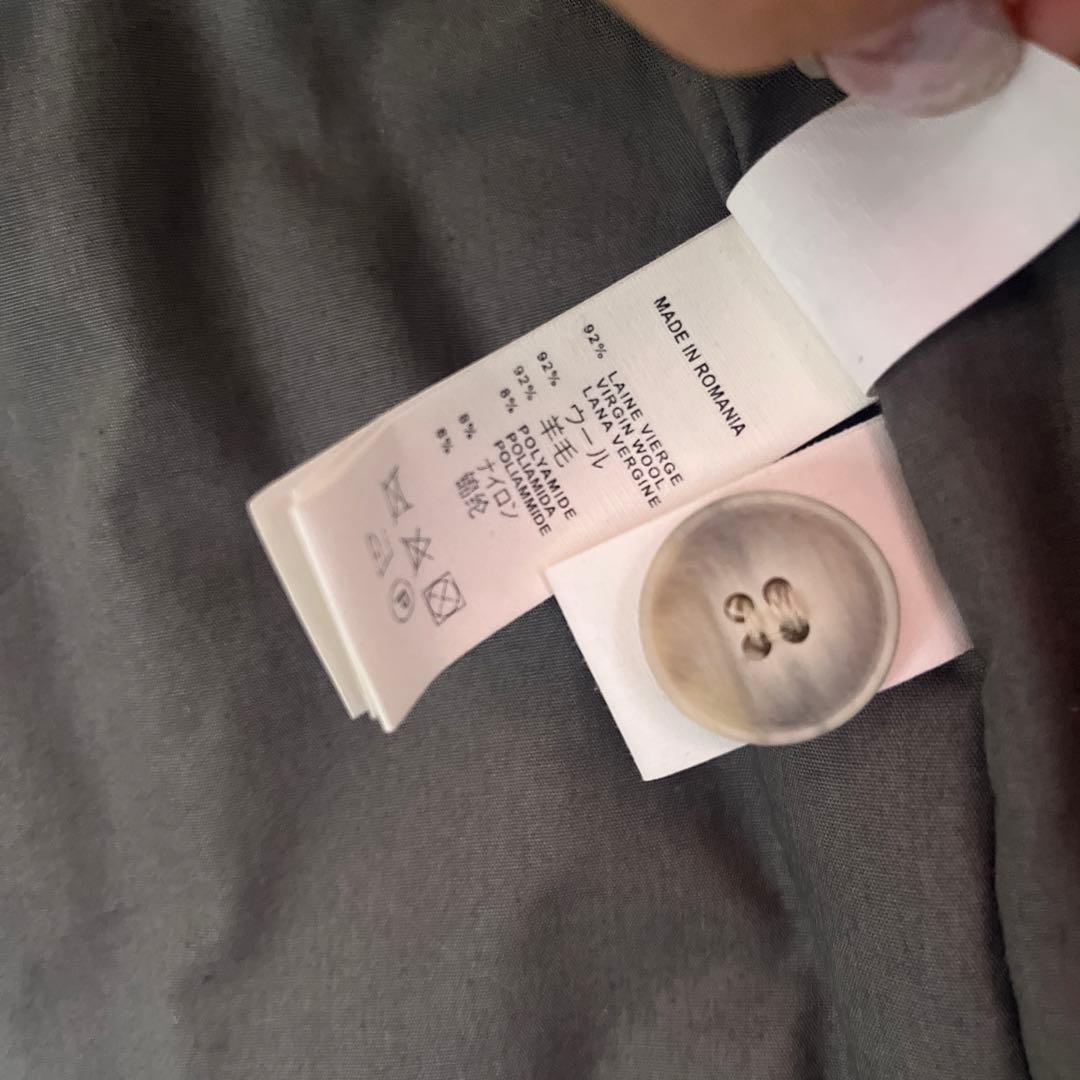 MADE IN ROMANIA
92% LAINE VIERGE
VIRGIN WOOL
LANA VERGINE
92% ウール
92% 羊毛
8% POLYAMIDE
POLIAMIDA
POLIAMMIDE
8% ナイロン
8% 锦纶
P